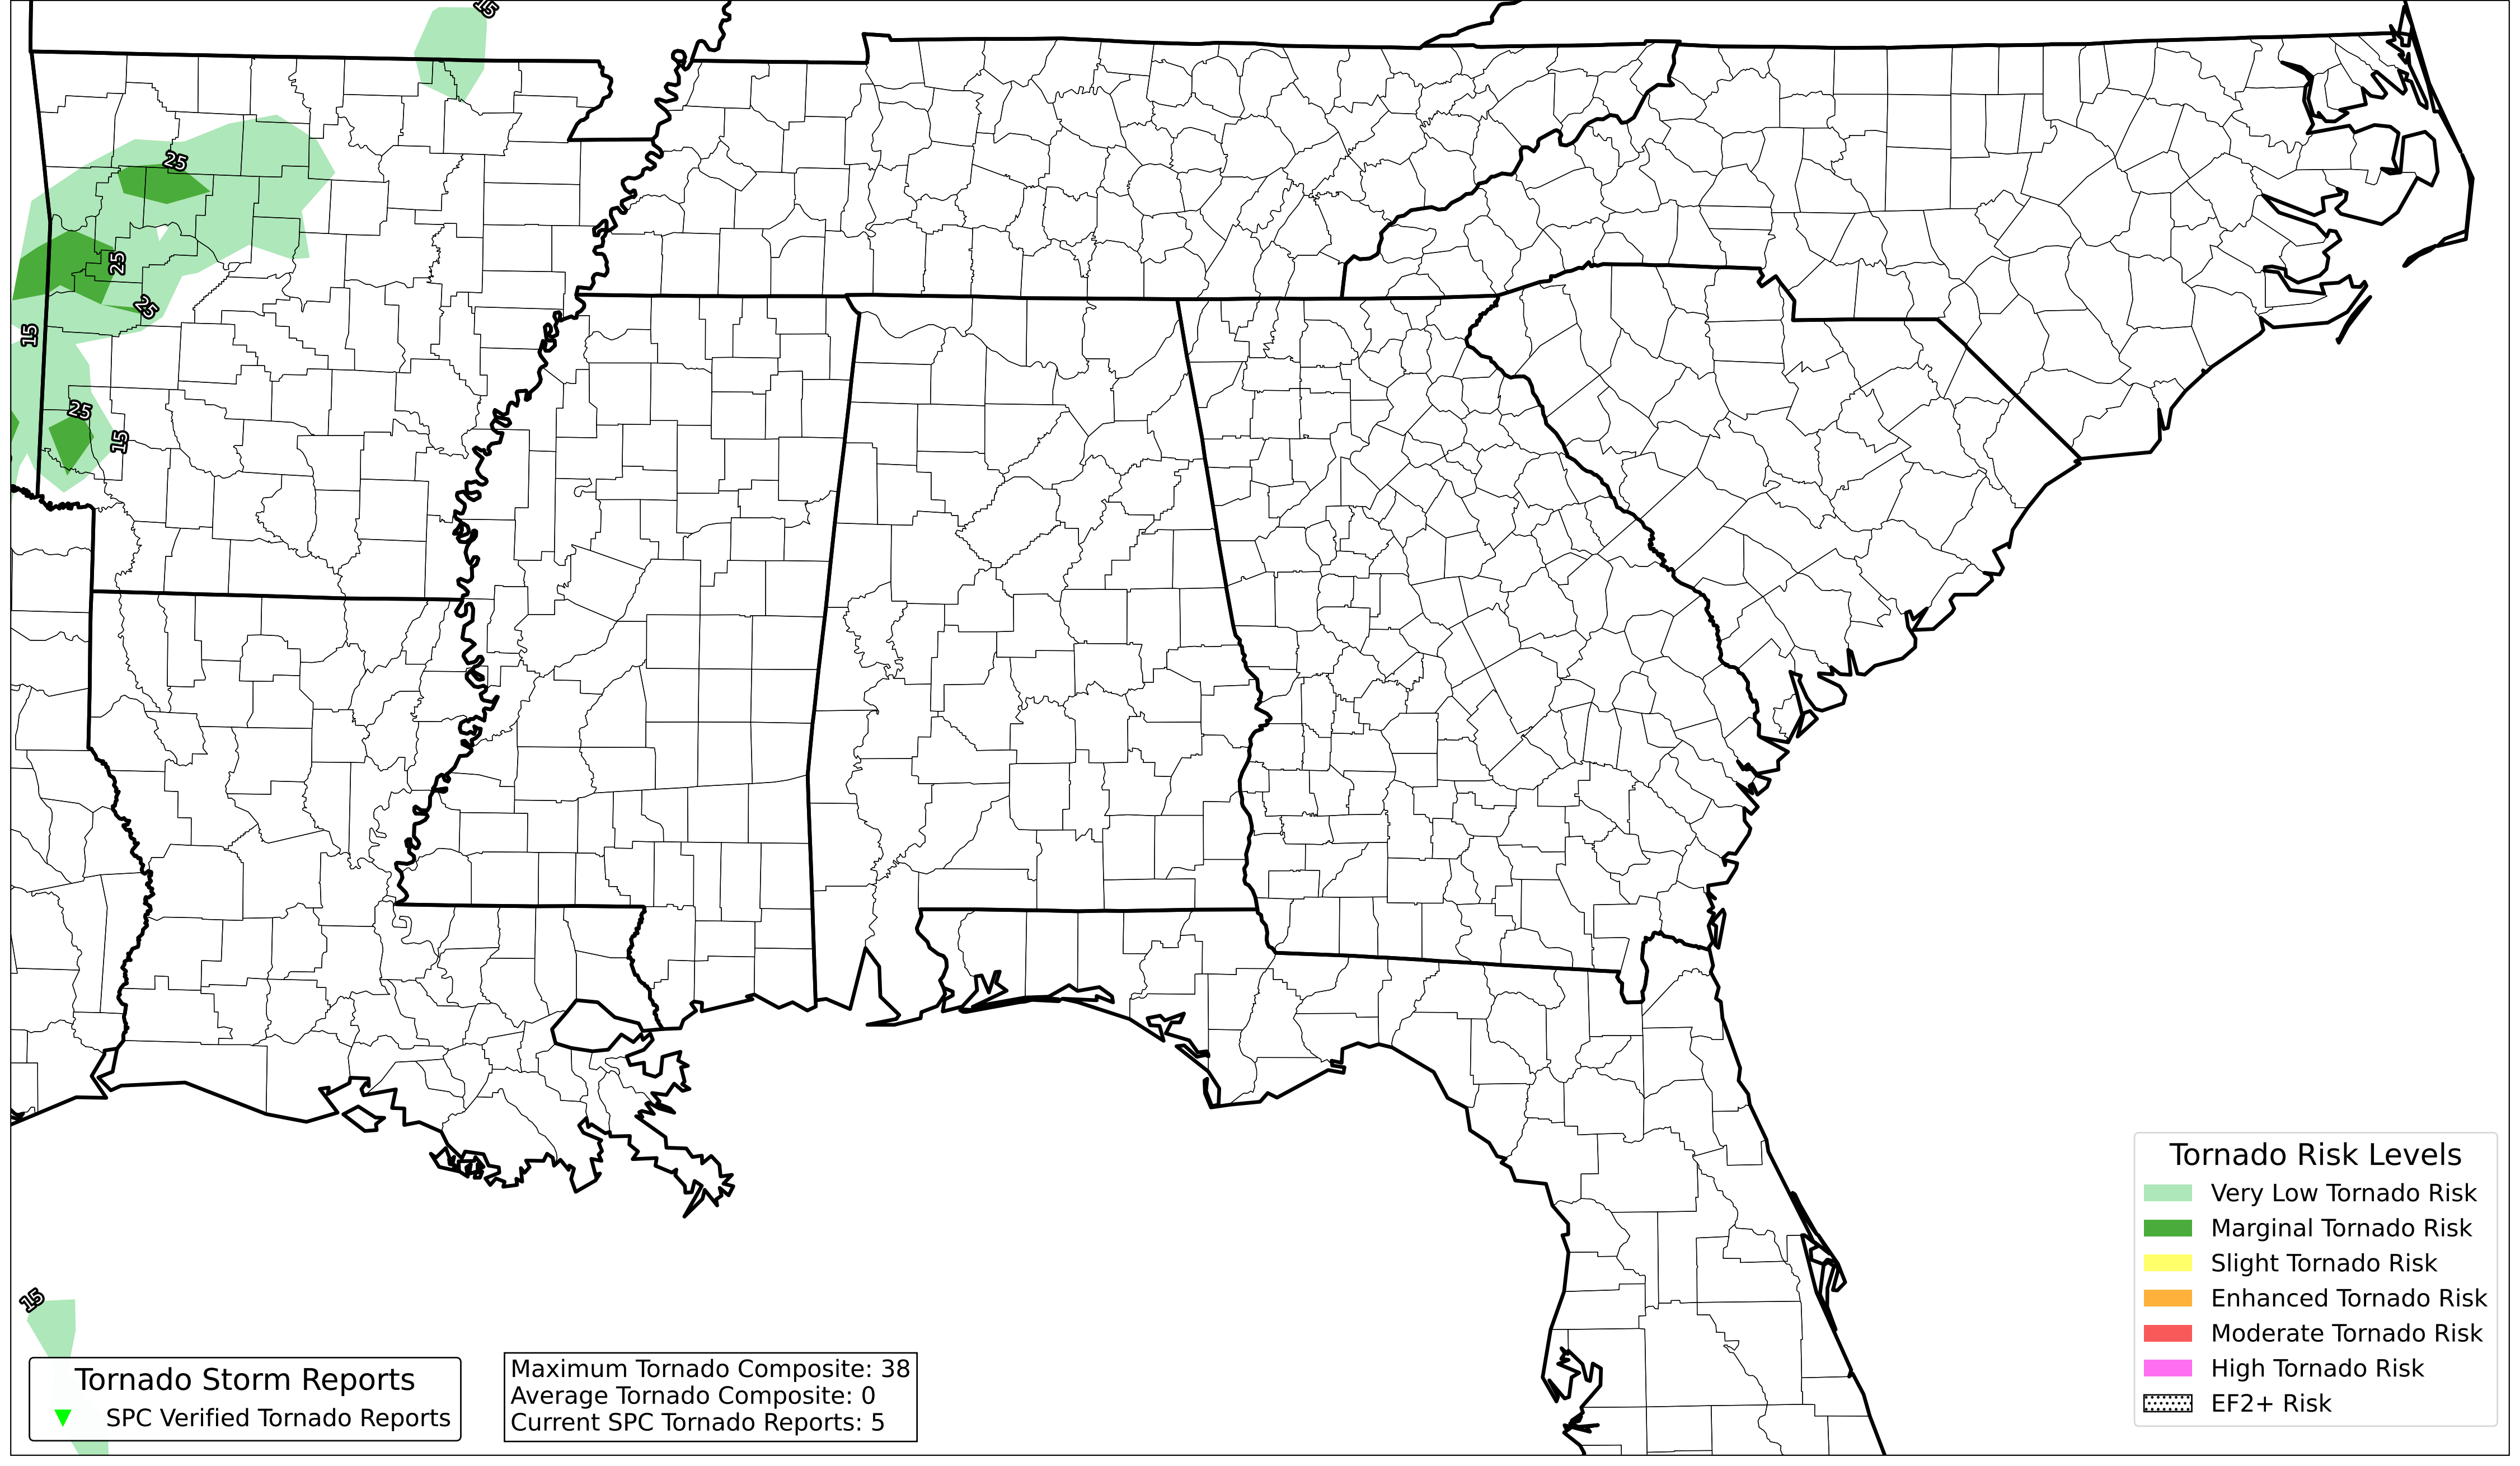 15
25
25
25
15
25
15
15
Tornado Storm Reports
SPC Verified Tornado Reports
Maximum Tornado Composite: 38
Average Tornado Composite: 0
Current SPC Tornado Reports: 5
Tornado Risk Levels
Very Low Tornado Risk
Marginal Tornado Risk
Slight Tornado Risk
Enhanced Tornado Risk
Moderate Tornado Risk
High Tornado Risk
EF2+ Risk